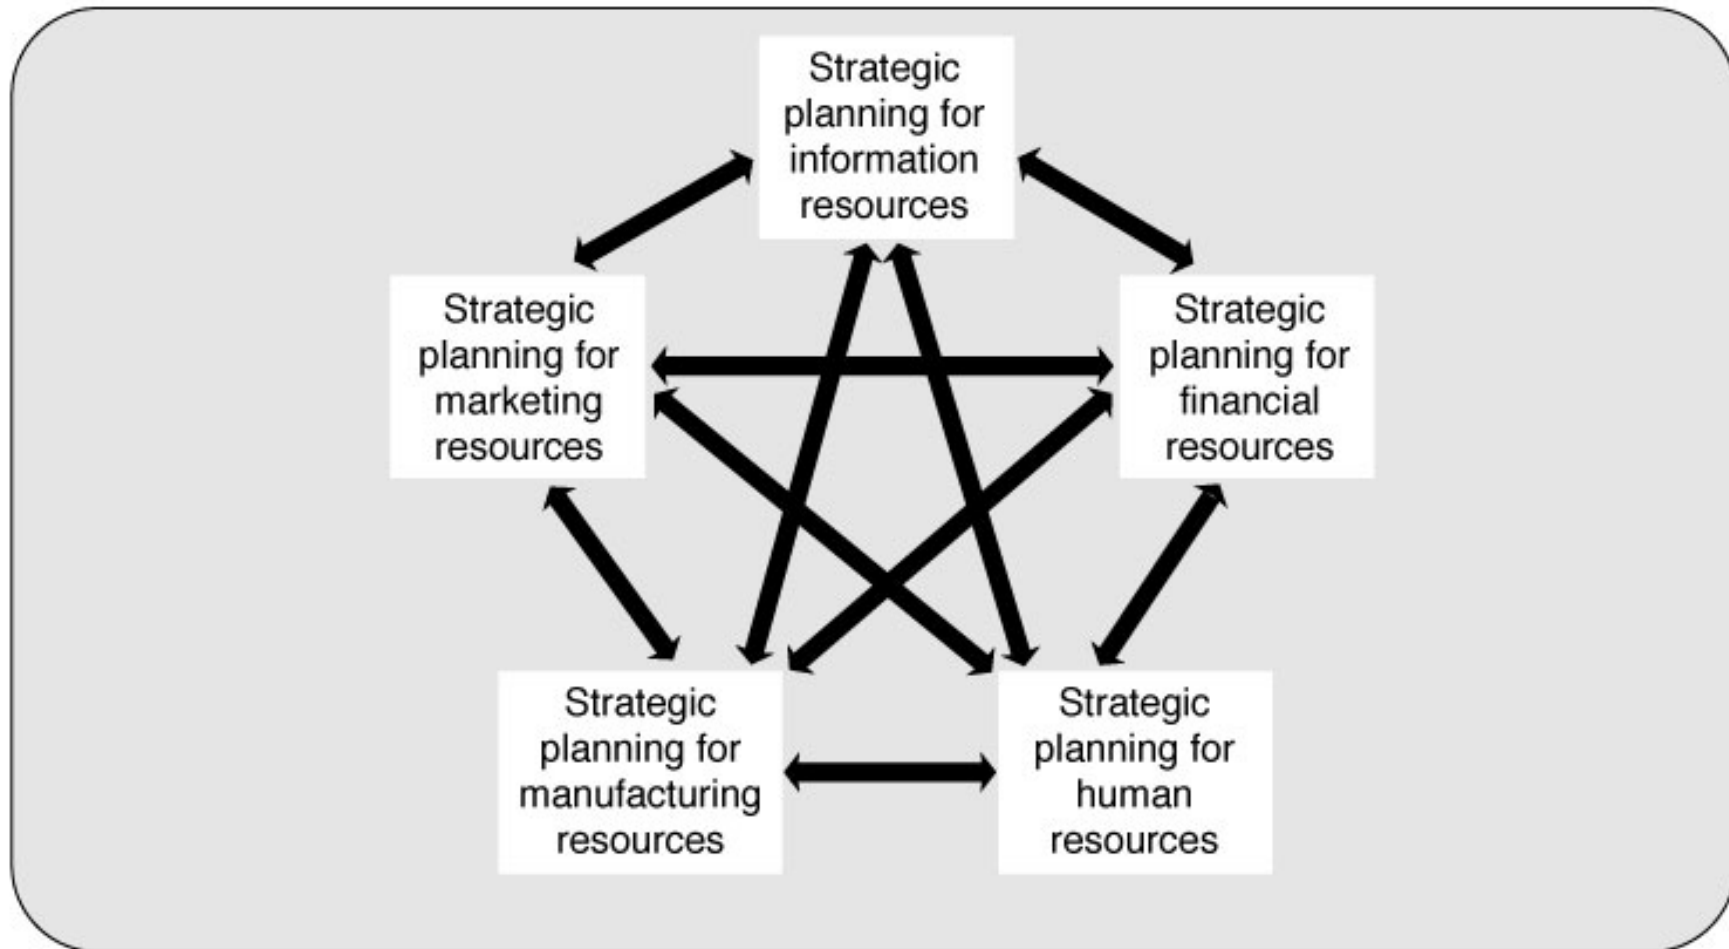 Strategic
planning for
information
resources
Strategic
planning for
marketing
resources
Strategic
planning for
financial
resources
Strategic
planning for
manufacturing
resources
Strategic
planning for
human
resources